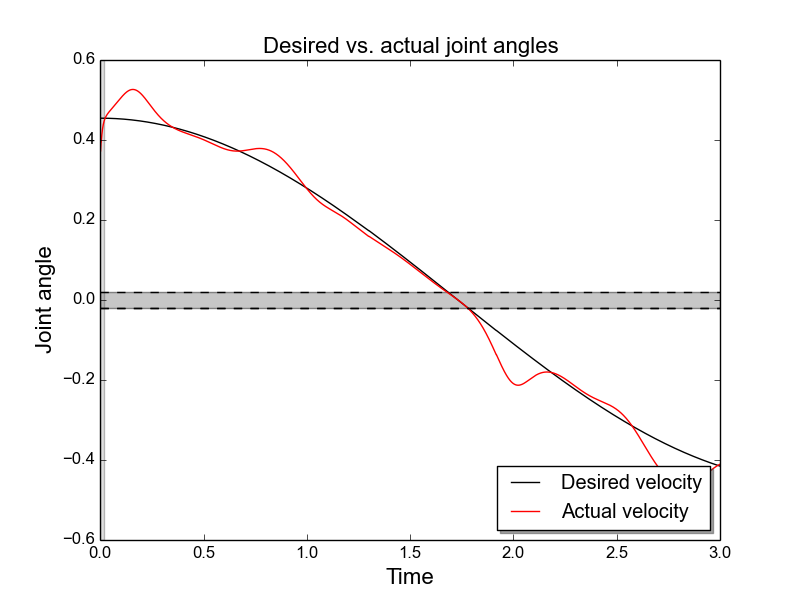 Desired vs. actual joint angles
0.6
0.4
0.2
0.0
−0.2
−0.4
−0.6
Joint angle
0.0 0.5 1.0 1.5 2.0 2.5 3.0
Time
Desired velocity
Actual velocity